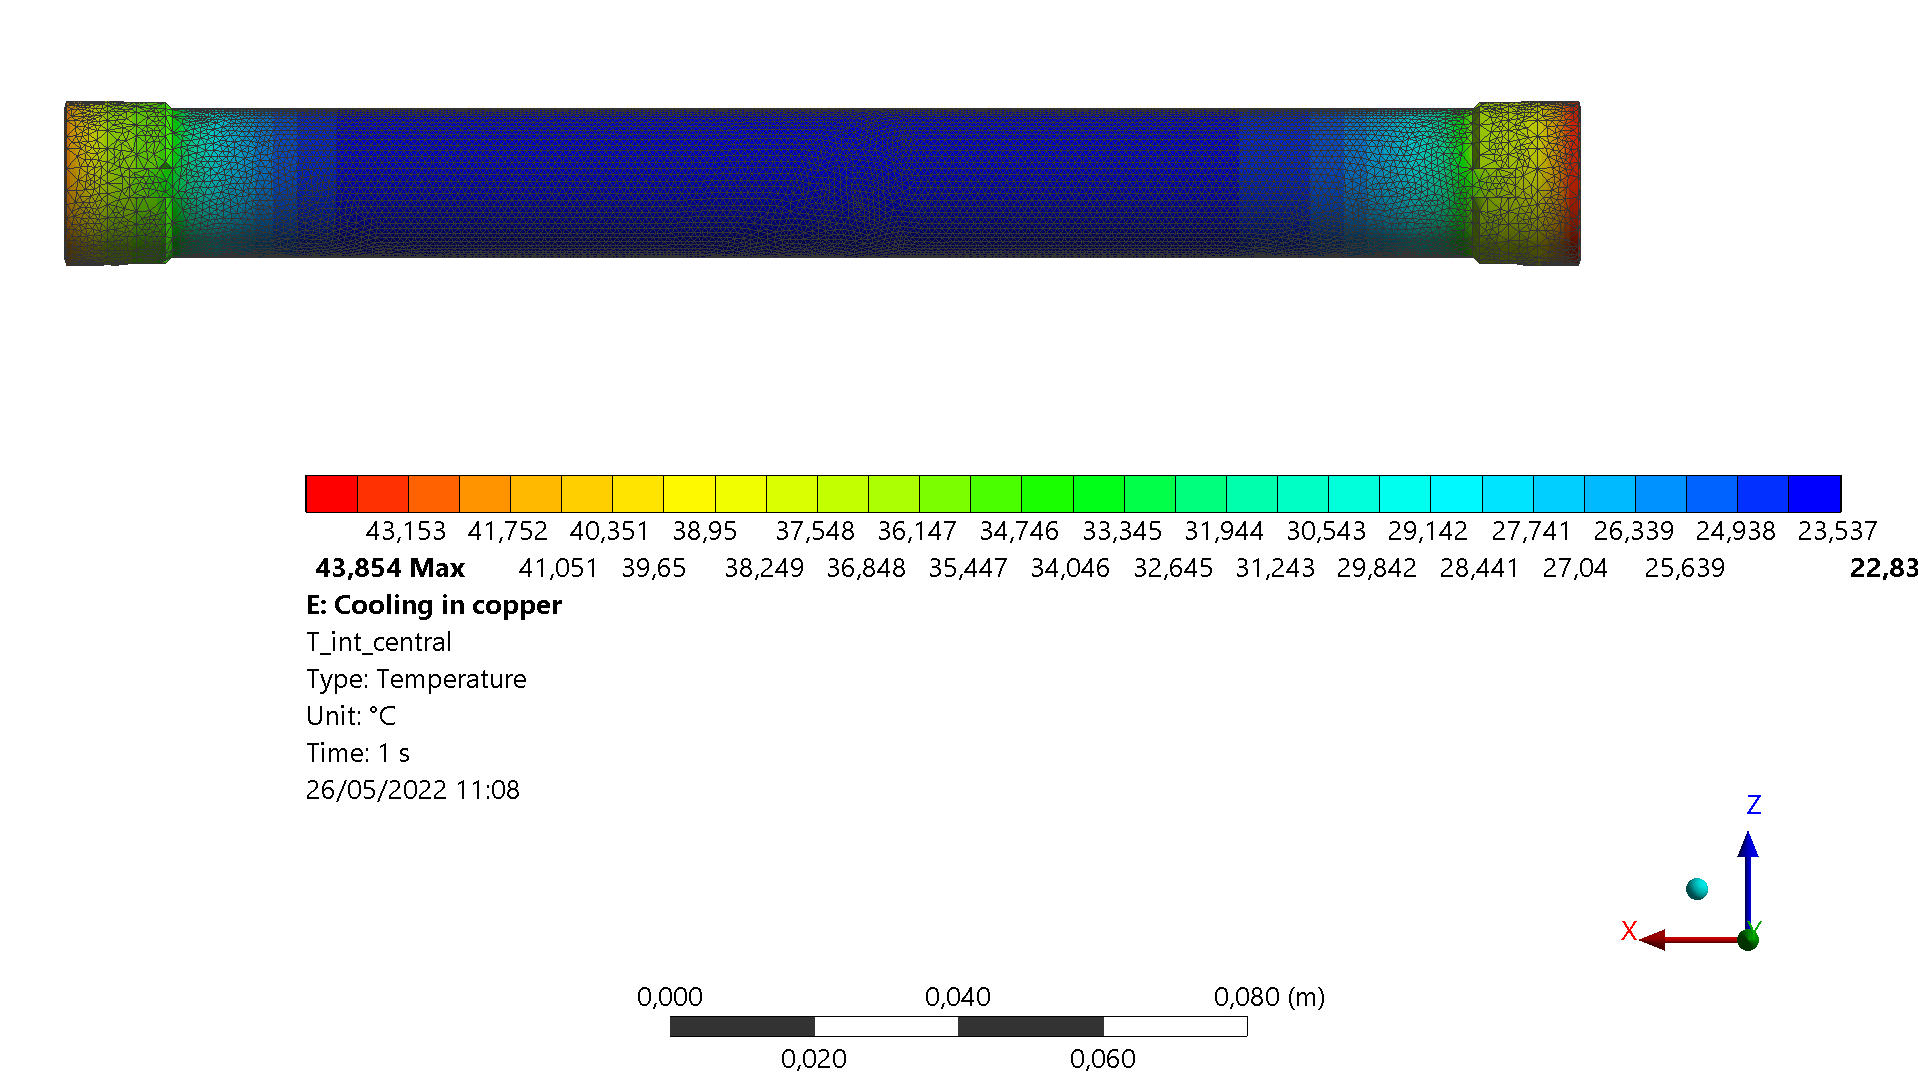 43,153 41,752 40,351 38,95 37,548 36,147 34,746 33,345 31,944 30,543 29,142 27,741 26,339 24,938 23,537
43,854 Max 41,051 39,65 38,249 36,848 35,447 34,046 32,645 31,243 29,842 28,441 27,04 25,639 22,83
E: Cooling in copper
T_int_central
Type: Temperature
Unit: °C
Time: 1 s
26/05/2022 11:08
Z
X Y
0,000 0,040 0,080 (m)
0,020 0,060